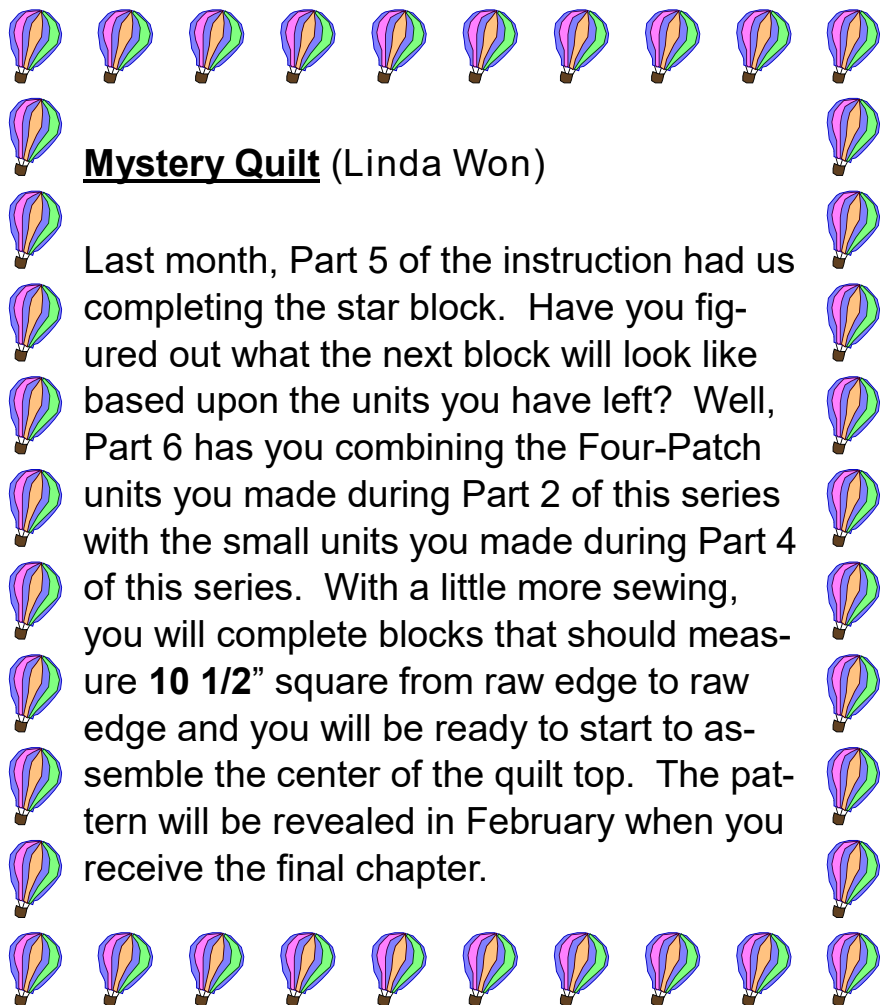 Mystery Quilt (Linda Won)
Last month, Part 5 of the instruction had us
completing the star block.  Have you fig-
ured out what the next block will look like
based upon the units you have left?  Well,
Part 6 has you combining the Four-Patch
units you made during Part 2 of this series
with the small units you made during Part 4
of this series.  With a little more sewing,
you will complete blocks that should meas-
ure 10 1/2” square from raw edge to raw
edge and you will be ready to start to as-
semble the center of the quilt top.  The pat-
tern will be revealed in February when you
receive the final chapter.